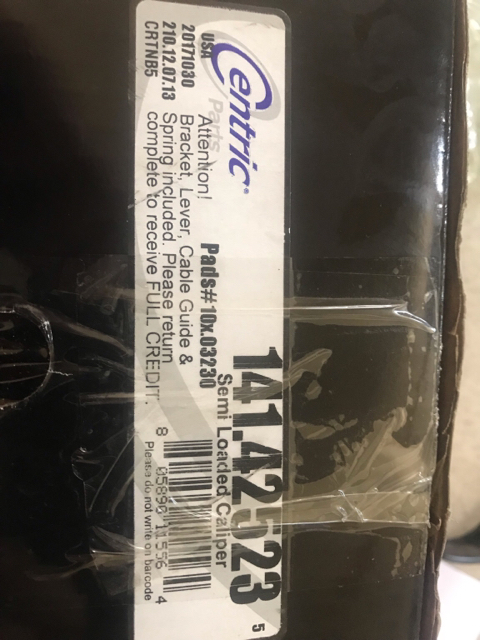 Centric®
Parts
141.42523
5
Semi Loaded Caliper
Pads# 10x.03230
USA
20171030
210.12.07.13
CRTNB5
Attention!
Bracket, Lever, Cable Guide &
Spring included. Please return
complete to receive FULL CREDIT.
8 05890 11556 4
Please do not write on barcode